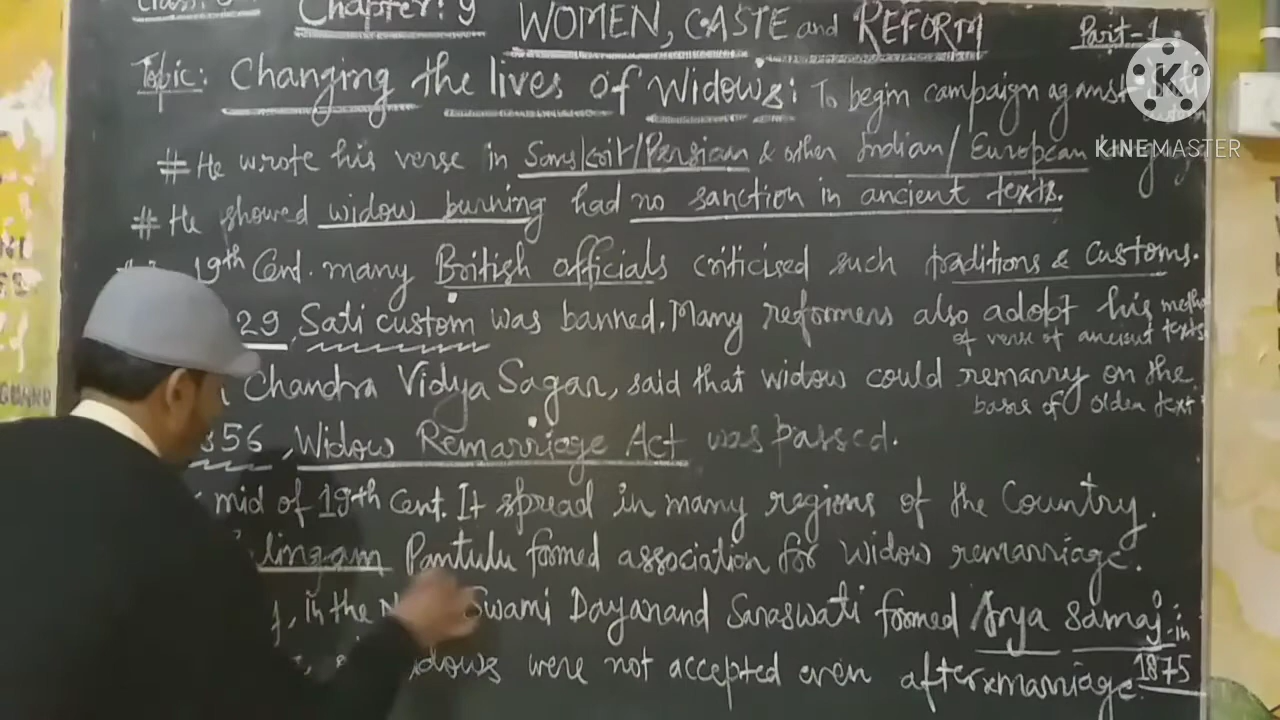 Chapter: 9 WOMEN, CASTE and REFORM Part-1
Topic: Changing the lives of Widows: To begin campaign against Sati
# He wrote his verse in Sanskrit/Persian & other Indian/European
# He showed widow burning had no sanction in ancient texts.
19th Cent. many British officials criticised such traditions & Customs.
29, Sati custom was banned. Many reformers also adopt his
of verse of ancient texts
Chandra Vidya Sagar, said that widow could remarry on the
basis of older text
856, Widow Remarriage Act was passed.
mid of 19th Cent. It spread in many regions of the Country.
lingam Pantulu formed association for widow remarriage.
in the Swami Dayanand Saraswati formed Arya Samaj-in
1875
were not accepted even after marriage
KINEMASTER